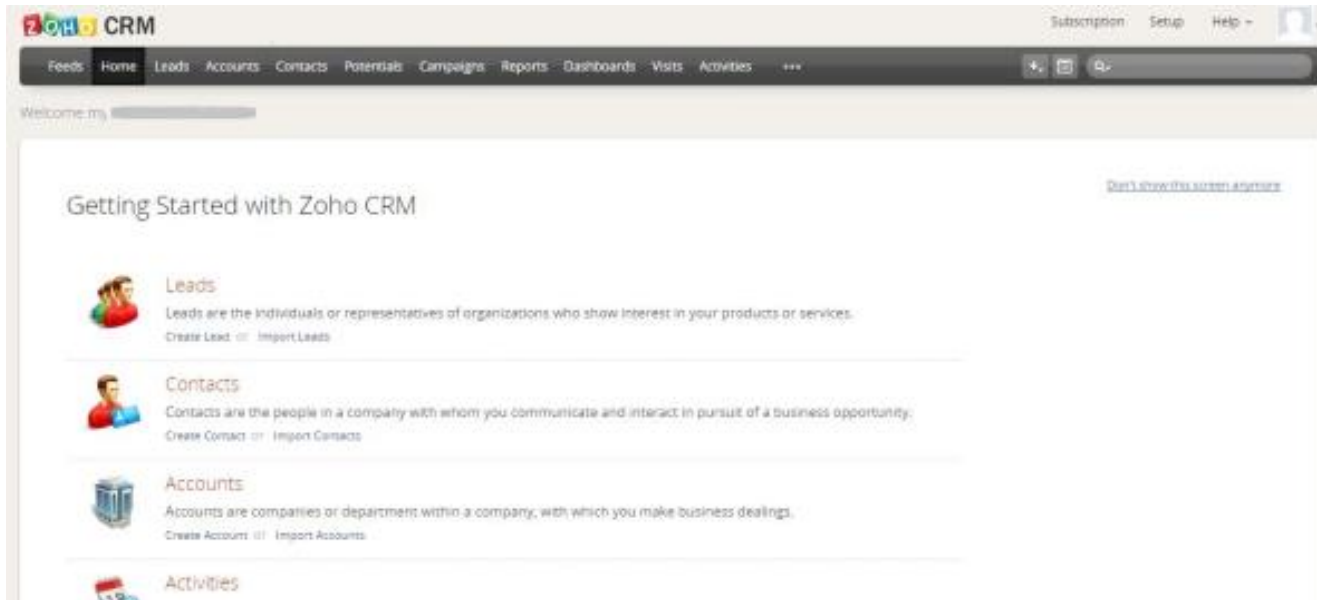 ZOHO CRM
Subscription Setup Help
Feeds Home Leads Accounts Contacts Potentials Campaigns Reports Dashboards Visits Activities •••
Welcome my
Getting Started with Zoho CRM
Don't show this screen anymore
Leads
Leads are the individuals or representatives of organizations who show interest in your products or services.
Create Lead or Import Leads
Contacts
Contacts are the people in a company with whom you communicate and interact in pursuit of a business opportunity.
Create Contact or Import Contacts
Accounts
Accounts are companies or department within a company, with which you make business dealings.
Create Account or Import Accounts
Activities